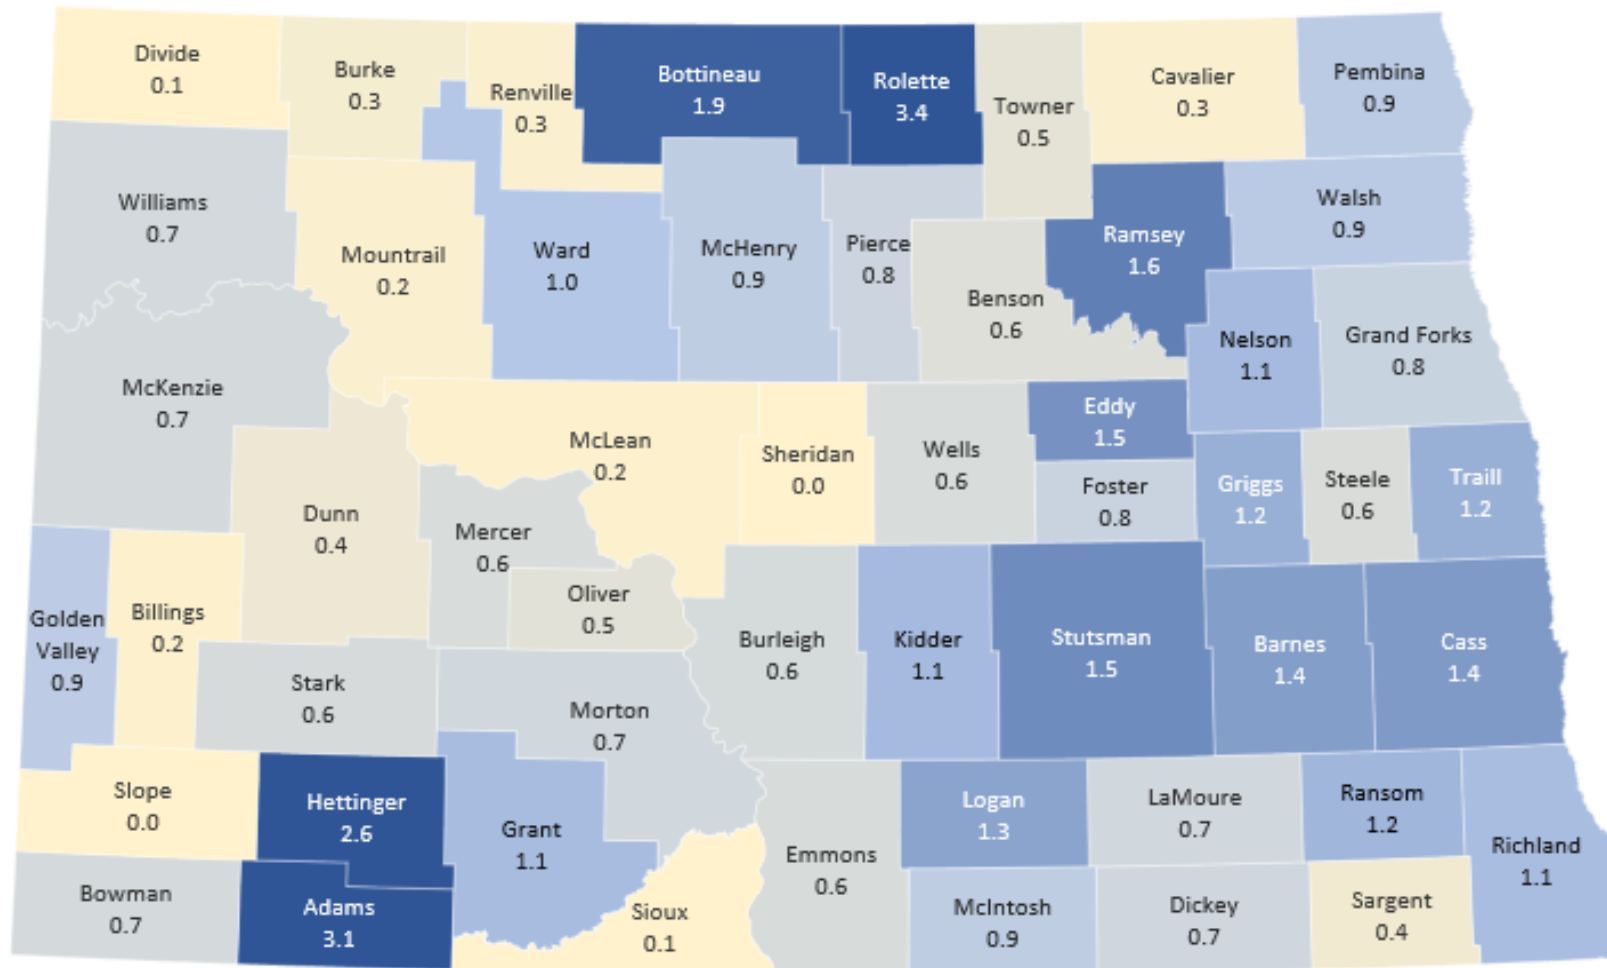 Divide
0.1
Burke
0.3
Renville
0.3
Bottineau
1.9
Rolette
3.4
Towner
0.5
Cavalier
0.3
Pembina
0.9
Williams
0.7
Mountrail
0.2
Ward
1.0
McHenry
0.9
Pierce
0.8
Benson
0.6
Ramsey
1.6
Walsh
0.9
Nelson
1.1
Grand Forks
0.8
McKenzie
0.7
Dunn
0.4
McLean
0.2
Sheridan
0.0
Wells
0.6
Eddy
1.5
Foster
0.8
Griggs
1.2
Steele
0.6
Traill
1.2
Mercer
0.6
Oliver
0.5
Golden
Valley
0.9
Billings
0.2
Stark
0.6
Morton
0.7
Burleigh
0.6
Kidder
1.1
Stutsman
1.5
Barnes
1.4
Cass
1.4
Slope
0.0
Hettinger
2.6
Grant
1.1
Emmons
0.6
Logan
1.3
LaMoure
0.7
Ransom
1.2
Richland
1.1
Bowman
0.7
Adams
3.1
Sioux
0.1
McIntosh
0.9
Dickey
0.7
Sargent
0.4